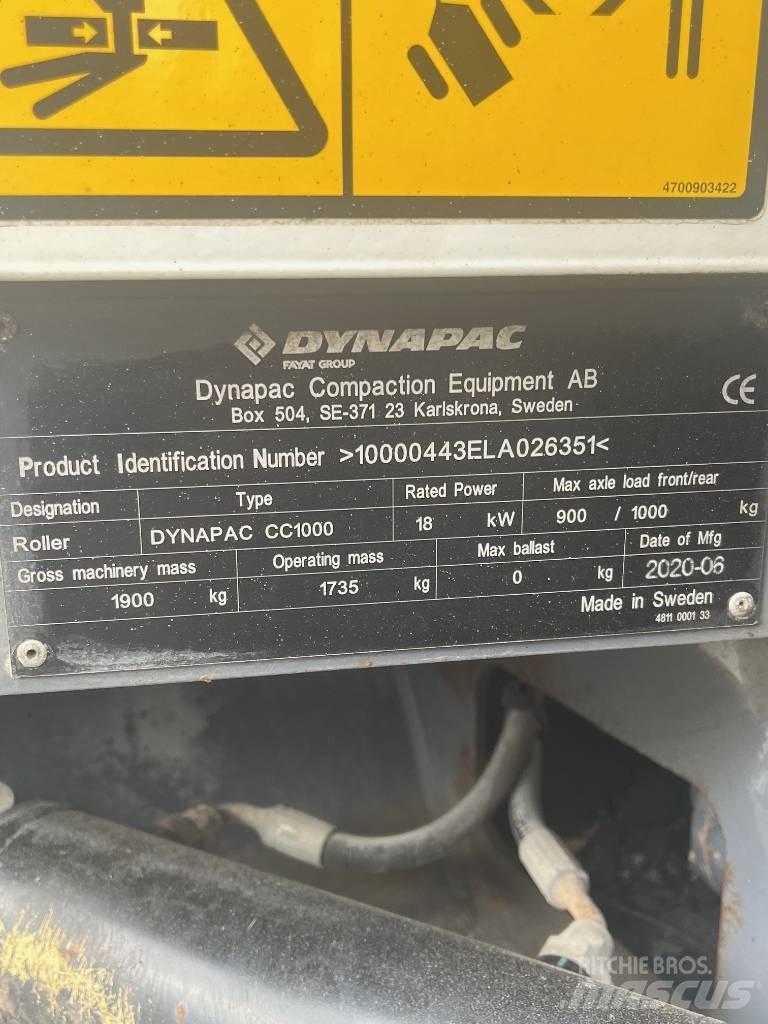 4700903422
DYNAPAC
FAYAT GROUP
Dynapac Compaction Equipment AB
Box 504, SE-371 23 Karlskrona, Sweden
CE
Product Identification Number >10000443ELA026351<
Designation Type Rated Power Max axle load front/rear
Roller DYNAPAC CC1000 18 kW 900 / 1000 kg
Gross machinery mass Operating mass Max ballast Date of Mfg
1900 kg 1735 kg 0 kg 2020-06
Made in Sweden
4811 0001 33
RITCHIE BROS.
MASCUS